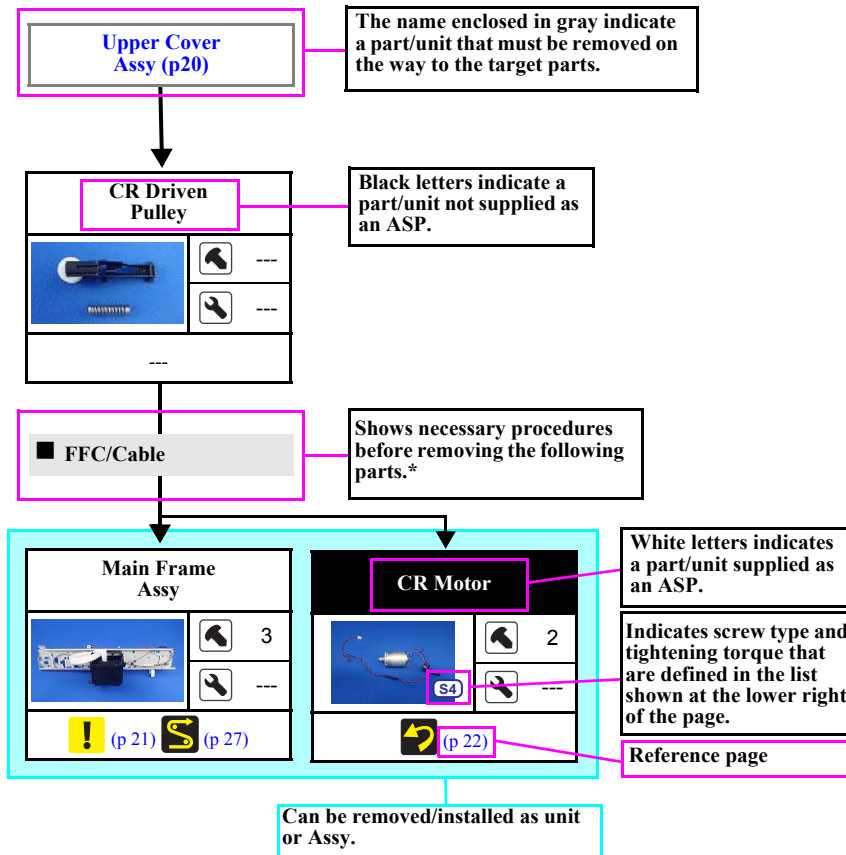 Upper Cover
Assy (p20)
The name enclosed in gray indicate
a part/unit that must be removed on
the way to the target parts.
CR Driven
Pulley
---
---
---
Black letters indicate a
part/unit not supplied as
an ASP.
FFC/Cable
Shows necessary procedures
before removing the following
parts.*
Main Frame
Assy
3
---
(p 21) (p 27)
CR Motor
S4
2
---
(p 22)
White letters indicates
a part/unit supplied as
an ASP.
Indicates screw type and
tightening torque that
are defined in the list
shown at the lower right
of the page.
Reference page
Can be removed/installed as unit
or Assy.